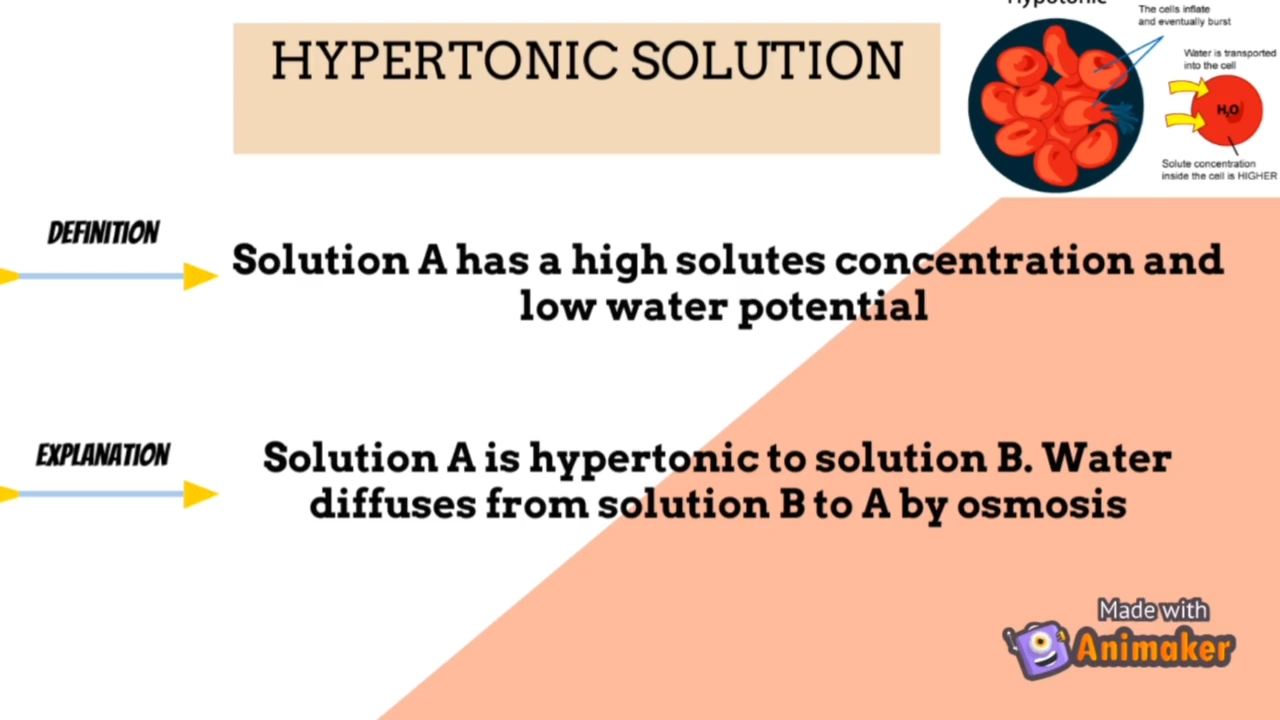 Hypotonic
The cells inflate
and eventually burst
HYPERTONIC SOLUTION
Water is transported
into the cell
H₂O
Solute concentration
inside the cell is HIGHER
DEFINITION
Solution A has a high solutes concentration and
low water potential
EXPLANATION
Solution A is hypertonic to solution B. Water
diffuses from solution B to A by osmosis
Made with
Animaker